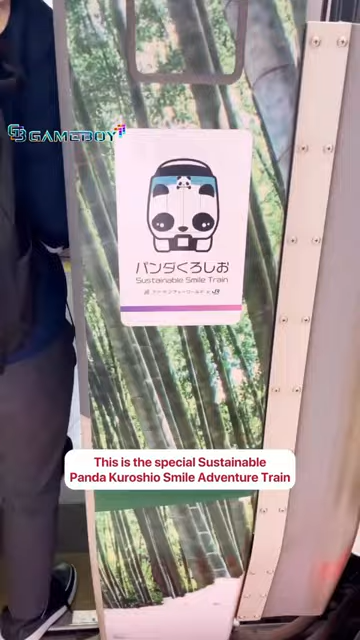 GAMEBOY
パンダくろしお
Sustainable Smile Train
This is the special Sustainable
Panda Kuroshio Smile Adventure Train